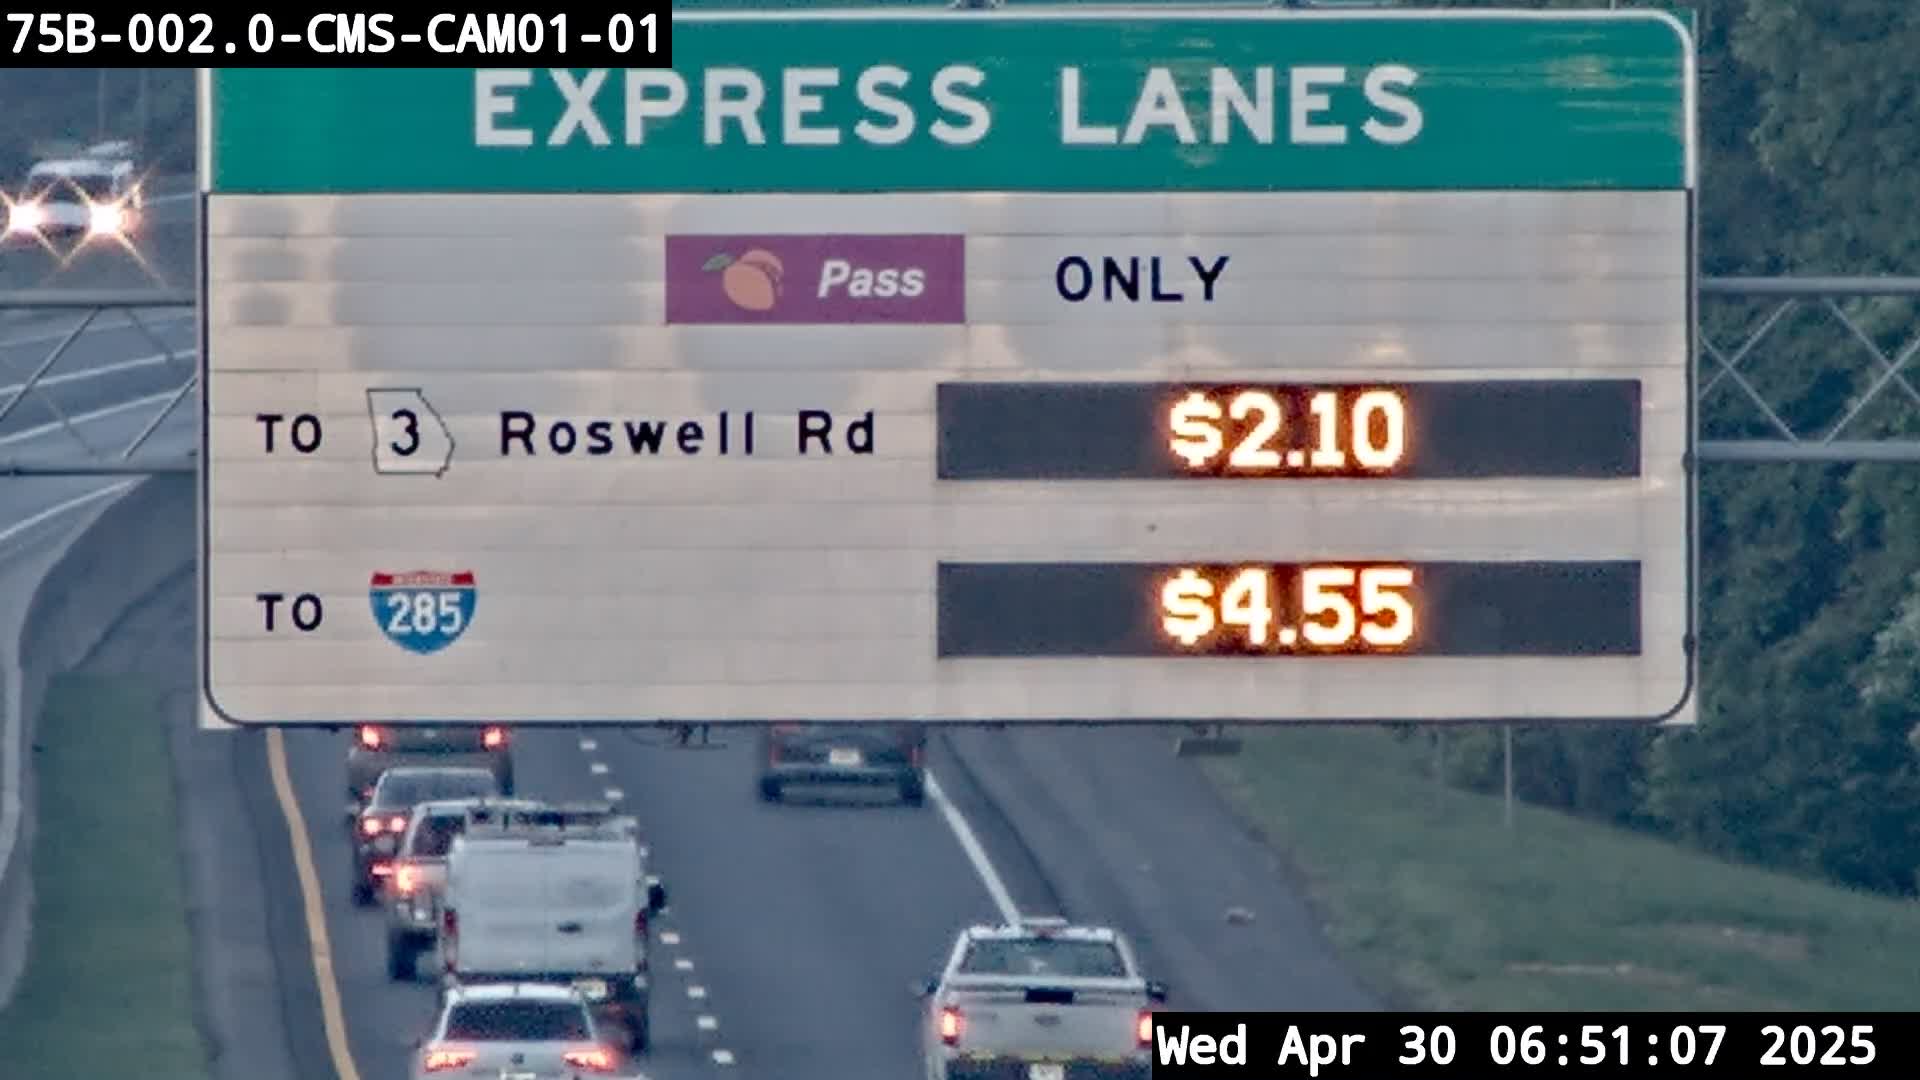 75B-002.0-CMS-CAM01-01
EXPRESS LANES
Pass ONLY
TO 3 Roswell Rd $2.10
TO 285 $4.55
Wed Apr 30 06:51:07 2025